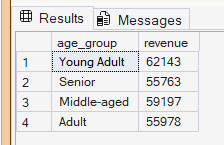 Results Messages
age_group revenue
1 Young Adult 62143
2 Senior 55763
3 Middle-aged 59197
4 Adult 55978